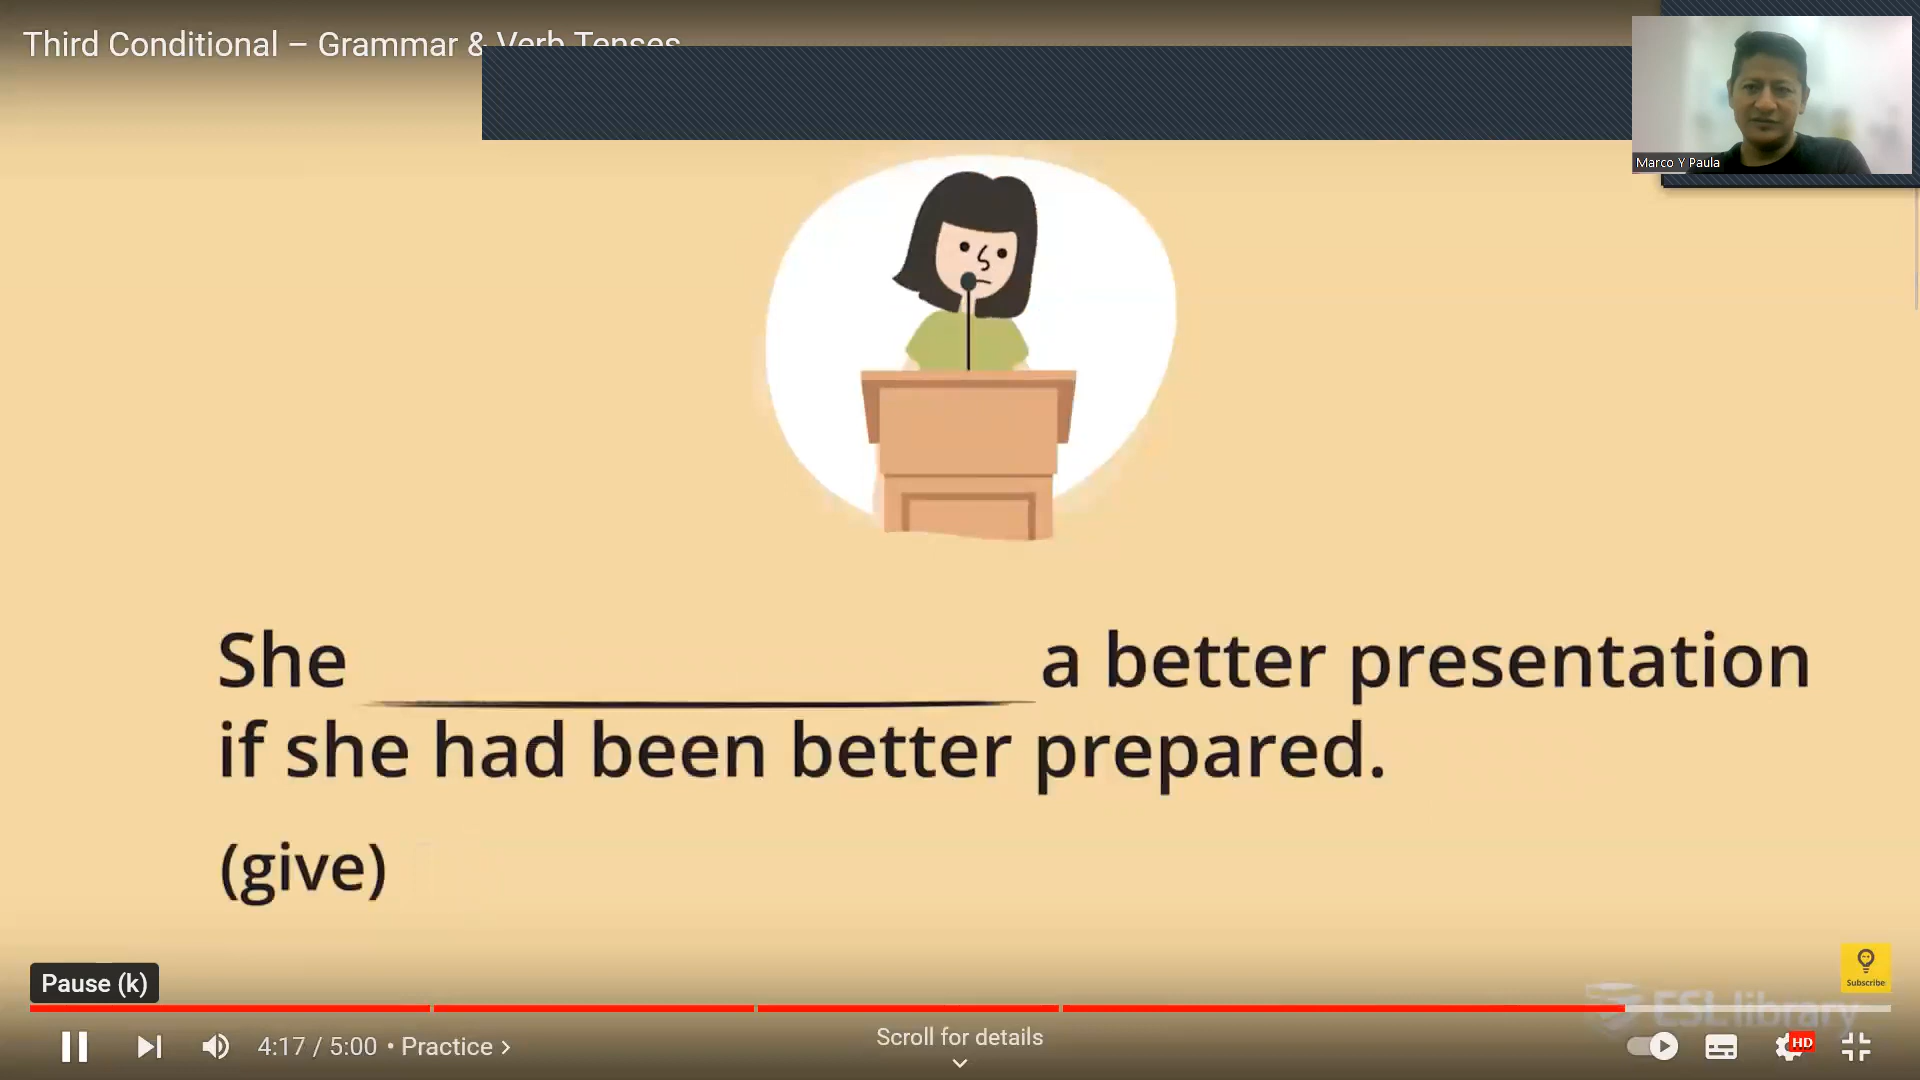 Third Conditional – Grammar & Verb Tenses
Marco Y Paula
She ____________ a better presentation
if she had been better prepared.
(give)
Subscribe
Pause (k)
ESL library
4:17 / 5:00 • Practice >
Scroll for details
HD